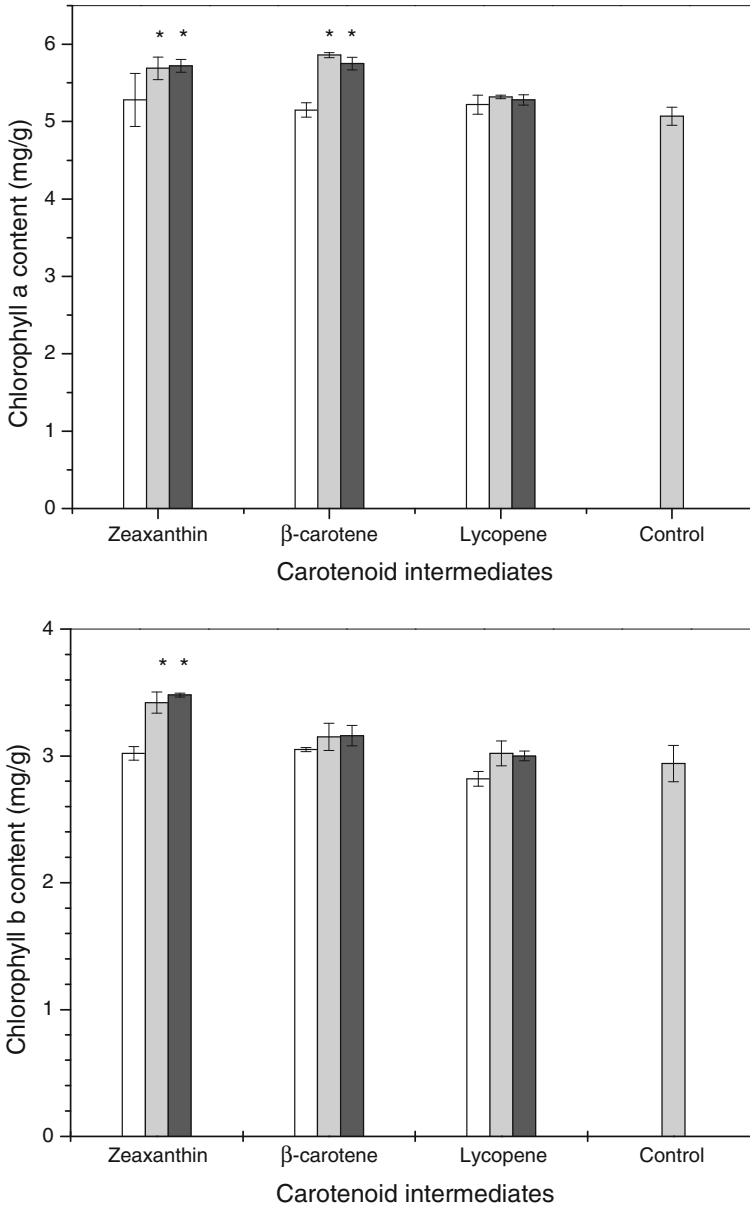 * * * *
6
5
4
3
2
1
0
Chlorophyll a content (mg/g)
Zeaxanthin β-carotene Lycopene Control
Carotenoid intermediates
* *
4
3
2
1
0
Chlorophyll b content (mg/g)
Zeaxanthin β-carotene Lycopene Control
Carotenoid intermediates